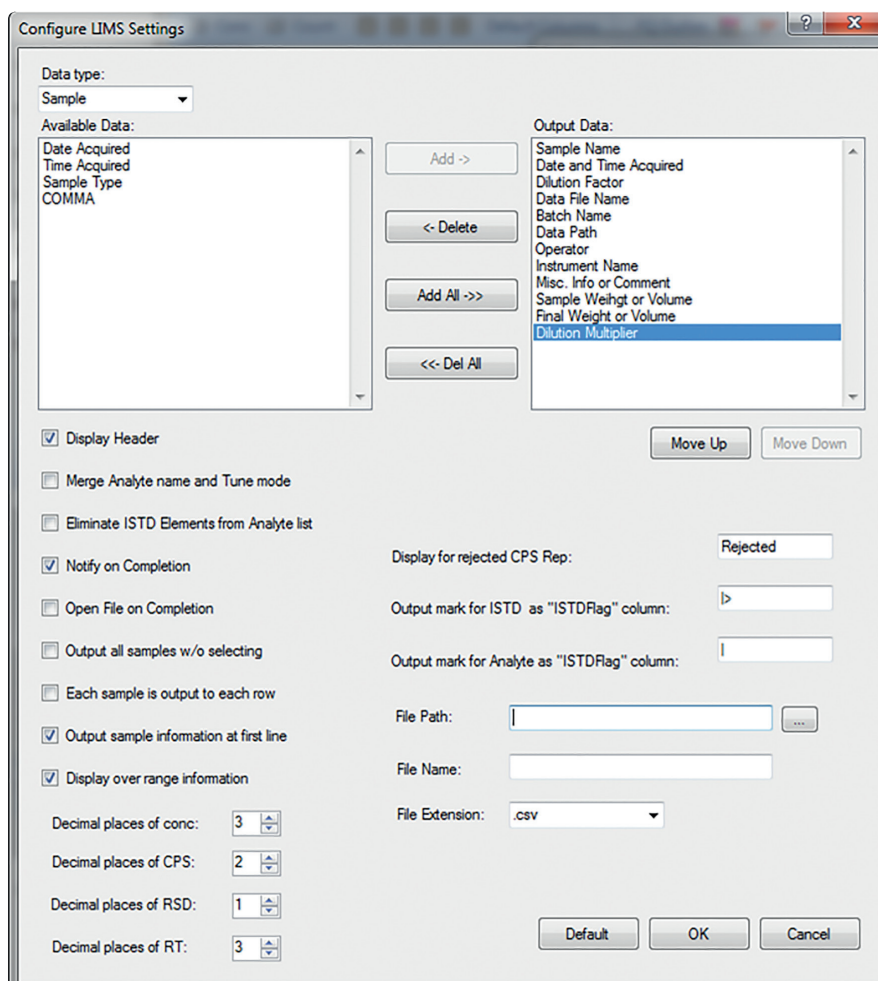 Configure LIMS Settings
?
X
Data type:
Sample
Available Data:
Date Acquired
Time Acquired
Sample Type
COMMA
Add ->
<- Delete
Add All ->>
<<- Del All
Output Data:
Sample Name
Date and Time Acquired
Dilution Factor
Data File Name
Batch Name
Data Path
Operator
Instrument Name
Misc. Info or Comment
Sample Weihgt or Volume
Final Weight or Volume
Dilution Multiplier
Move Up
Move Down
Display Header
Merge Analyte name and Tune mode
Eliminate ISTD Elements from Analyte list
Notify on Completion
Open File on Completion
Output all samples w/o selecting
Each sample is output to each row
Output sample information at first line
Display over range information
Decimal places of conc: 3
Decimal places of CPS: 2
Decimal places of RSD: 1
Decimal places of RT: 3
Display for rejected CPS Rep: Rejected
Output mark for ISTD as "ISTDFlag" column: |>
Output mark for Analyte as "ISTDFlag" column: |
File Path:
...
File Name:
File Extension: .csv
Default
OK
Cancel